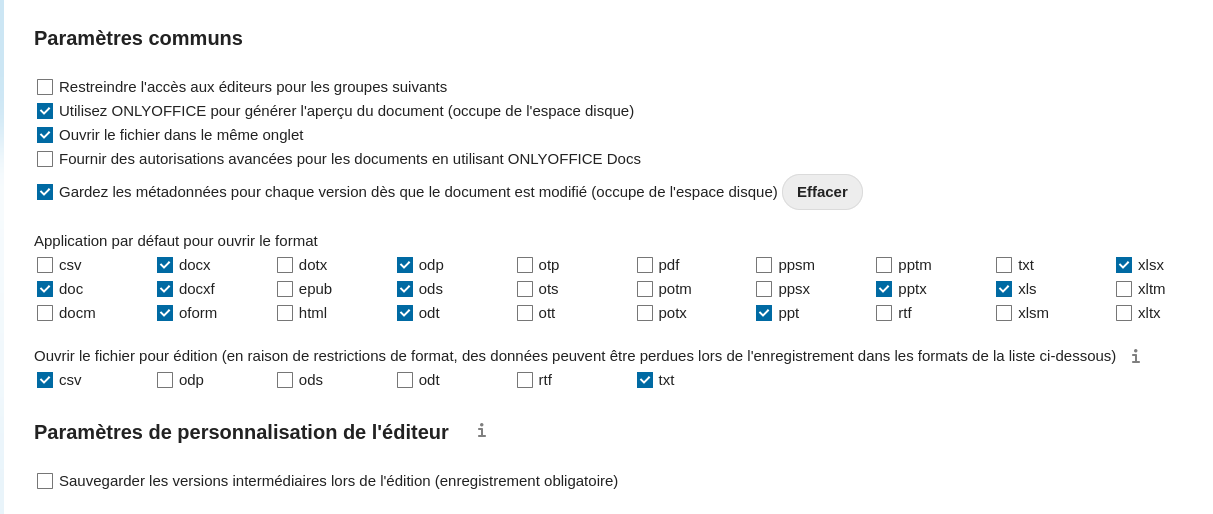 Paramètres communs
Restreindre l'accès aux éditeurs pour les groupes suivants
Utilisez ONLYOFFICE pour générer l'aperçu du document (occupe de l'espace disque)
Ouvrir le fichier dans le même onglet
Fournir des autorisations avancées pour les documents en utilisant ONLYOFFICE Docs
Gardez les métadonnées pour chaque version dès que le document est modifié (occupe de l'espace disque) Effacer
Application par défaut pour ouvrir le format
csv docx dotx odp otp pdf ppsm pptm txt xlsx
doc docxf epub ods ots potm ppsx pptx xls xltm
docm oform html odt ott potx ppt rtf xlsm xltx
Ouvrir le fichier pour édition (en raison de restrictions de format, des données peuvent être perdues lors de l'enregistrement dans les formats de la liste ci-dessous) i
csv odp ods odt rtf txt
Paramètres de personnalisation de l'éditeur i
Sauvegarder les versions intermédiaires lors de l'édition (enregistrement obligatoire)